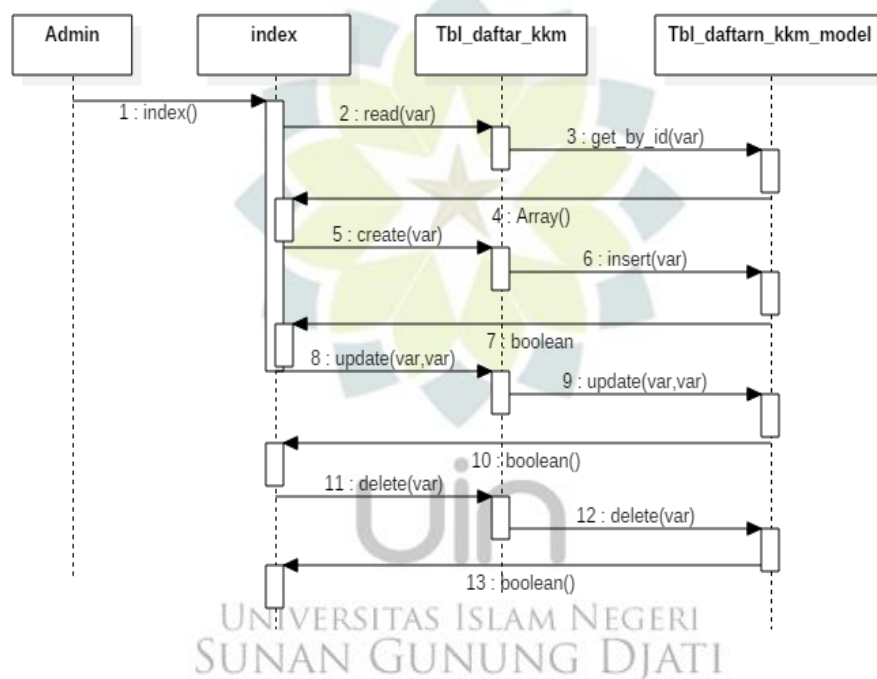 Admin
index
Tbl_daftar_kkm
Tbl_daftarn_kkm_model
1 : index()
2 : read(var)
3 : get_by_id(var)
4 : Array()
5 : create(var)
6 : insert(var)
7 : boolean
8 : update(var,var)
9 : update(var,var)
10 : boolean()
11 : delete(var)
12 : delete(var)
13 : boolean()
uin
UNIVERSITAS ISLAM NEGERI
SUNAN GUNUNG DJATI